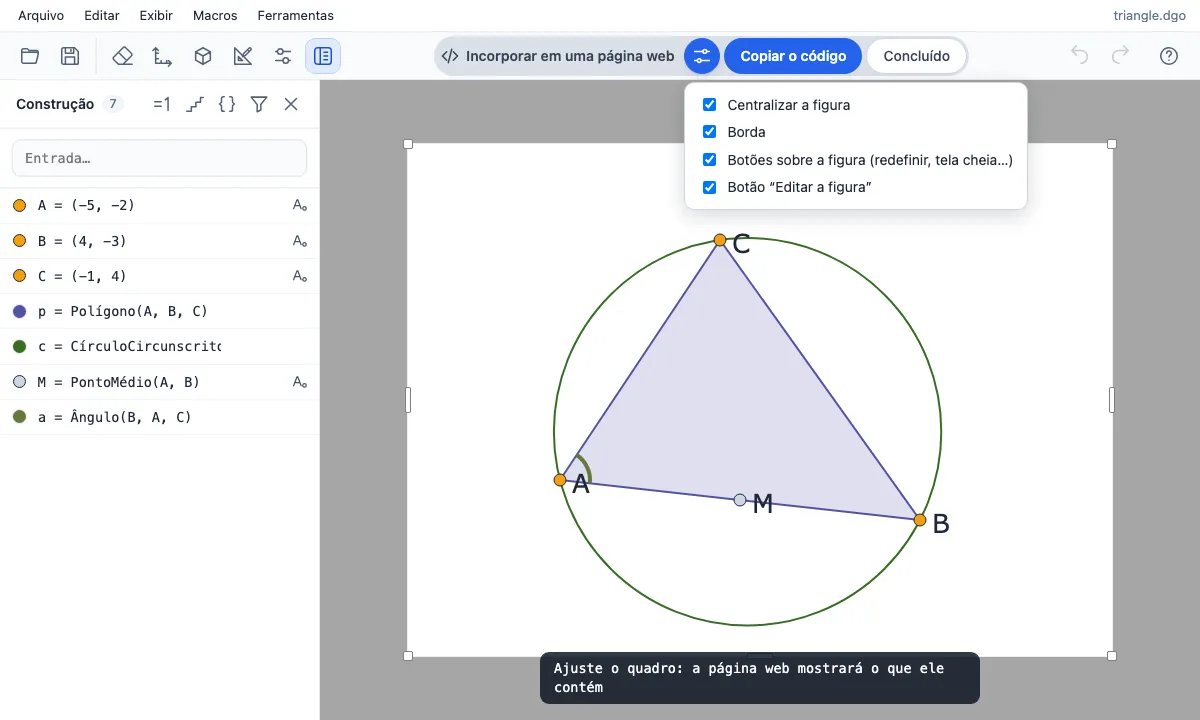 Arquivo Editar Exibir Macros Ferramentas triangle.dgo
Incorporar em uma página web Copiar o código Concluído
Construção 7 =1 {}
Centralizar a figura
Borda
Botões sobre a figura (redefinir, tela cheia…)
Botão “Editar a figura”
Entrada…
A = (−5, −2)
B = (4, −3)
C = (−1, 4)
p = Polígono(A, B, C)
c = CírculoCircunscrito
M = PontoMédio(A, B)
a = Ângulo(B, A, C)
C
A
M
B
Ajuste o quadro: a página web mostrará o que ele
contém